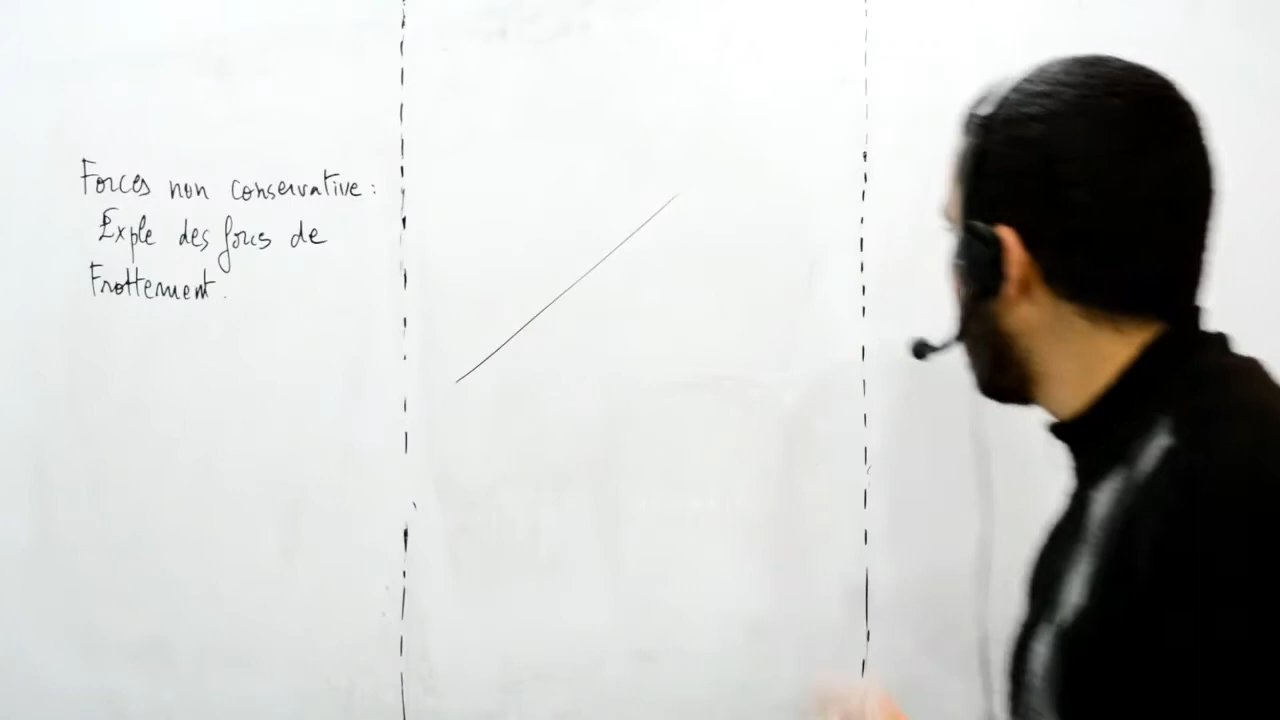 Forces non conservative :
Exple des forces de
Frottement.